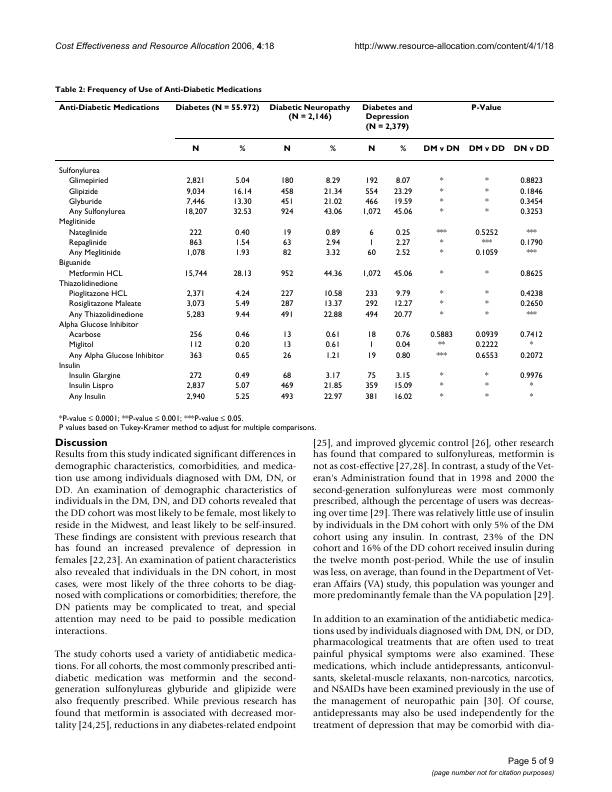 Cost Effectiveness and Resource Allocation 2006, 4:18 http://www.resource-allocation.com/content/4/1/18
Table 2: Frequency of Use of Anti-Diabetic Medications
Anti-Diabetic Medications Diabetes (N = 55.972) Diabetic Neuropathy (N = 2,146) Diabetes and Depression (N = 2,379) P-Value
N % N % N % DM v DN DM v DD DN v DD
Sulfonylurea
Glimepiried 2,821 5.04 180 8.29 192 8.07 * * 0.8823
Glipizide 9,034 16.14 458 21.34 554 23.29 * * 0.1846
Glyburide 7,446 13.30 451 21.02 466 19.59 * * 0.3454
Any Sulfonylurea 18,207 32.53 924 43.06 1,072 45.06 * * 0.3253
Meglitinide
Nateglinide 222 0.40 19 0.89 6 0.25 *** 0.5252 ***
Repaglinide 863 1.54 63 2.94 1 2.27 * *** 0.1790
Any Meglitinide 1,078 1.93 82 3.32 60 2.52 * 0.1059 ***
Biguanide
Metformin HCL 15,744 28.13 952 44.36 1,072 45.06 * * 0.8625
Thiazolidinedione
Pioglitazone HCL 2,371 4.24 227 10.58 233 9.79 * * 0.4238
Rosiglitazone Maleate 3,073 5.49 287 13.37 292 12.27 * * 0.2650
Any Thiazolidinedione 5,283 9.44 491 22.88 494 20.77 * * ***
Alpha Glucose Inhibitor
Acarbose 256 0.46 13 0.61 18 0.76 0.5883 0.0939 0.7412
Miglitol 112 0.20 13 0.61 1 0.04 ** 0.2222 *
Any Alpha Glucose Inhibitor 363 0.65 26 1.21 19 0.80 *** 0.6553 0.2072
Insulin
Insulin Glargine 272 0.49 68 3.17 75 3.15 * * 0.9976
Insulin Lispro 2,837 5.07 469 21.85 359 15.09 * * *
Any Insulin 2,940 5.25 493 22.97 381 16.02 * * *
*P-value ≤ 0.0001; **P-value ≤ 0.001; ***P-value ≤ 0.05.
P values based on Tukey-Kramer method to adjust for multiple comparisons.
Discussion
Results from this study indicated significant differences in
demographic characteristics, comorbidities, and medica-
tion use among individuals diagnosed with DM, DN, or
DD. An examination of demographic characteristics of
individuals in the DM, DN, and DD cohorts revealed that
the DD cohort was most likely to be female, most likely to
reside in the Midwest, and least likely to be self-insured.
These findings are consistent with previous research that
has found an increased prevalence of depression in
females [22,23]. An examination of patient characteristics
also revealed that individuals in the DN cohort, in most
cases, were most likely of the three cohorts to be diag-
nosed with complications or comorbidities; therefore, the
DN patients may be complicated to treat, and special
attention may need to be paid to possible medication
interactions.
The study cohorts used a variety of antidiabetic medica-
tions. For all cohorts, the most commonly prescribed anti-
diabetic medication was metformin and the second-
generation sulfonylureas glyburide and glipizide were
also frequently prescribed. While previous research has
found that metformin is associated with decreased mor-
tality [24,25], reductions in any diabetes-related endpoint
[25], and improved glycemic control [26], other research
has found that compared to sulfonylureas, metformin is
not as cost-effective [27,28]. In contrast, a study of the Vet-
eran's Administration found that in 1998 and 2000 the
second-generation sulfonylureas were most commonly
prescribed, although the percentage of users was decreas-
ing over time [29]. There was relatively little use of insulin
by individuals in the DM cohort with only 5% of the DM
cohort using any insulin. In contrast, 23% of the DN
cohort and 16% of the DD cohort received insulin during
the twelve month post-period. While the use of insulin
was less, on average, than found in the Department of Vet-
eran Affairs (VA) study, this population was younger and
more predominantly female than the VA population [29].
In addition to an examination of the antidiabetic medica-
tions used by individuals diagnosed with DM, DN, or DD,
pharmacological treatments that are often used to treat
painful physical symptoms were also examined. These
medications, which include antidepressants, anticonvul-
sants, skeletal-muscle relaxants, non-narcotics, narcotics,
and NSAIDs have been examined previously in the use of
the management of neuropathic pain [30]. Of course,
antidepressants may also be used independently for the
treatment of depression that may be comorbid with dia-
Page 5 of 9
(page number not for citation purposes)